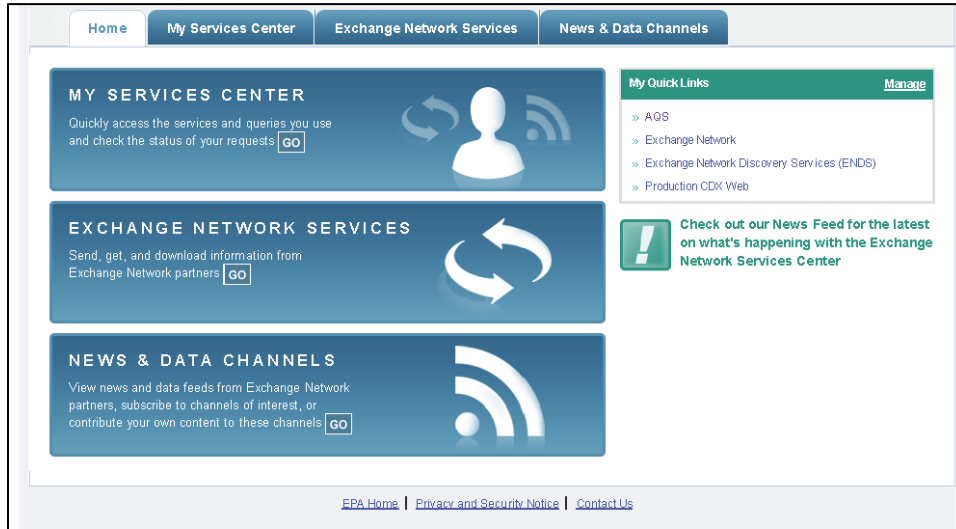 Home
My Services Center
Exchange Network Services
News & Data Channels
MY SERVICES CENTER
Quickly access the services and queries you use
and check the status of your requests GO
EXCHANGE NETWORK SERVICES
Send, get, and download information from
Exchange Network partners GO
NEWS & DATA CHANNELS
View news and data feeds from Exchange Network
partners, subscribe to channels of interest, or
contribute your own content to these channels GO
My Quick Links Manage
» AQS
» Exchange Network
» Exchange Network Discovery Services (ENDS)
» Production CDX Web
Check out our News Feed for the latest
on what's happening with the Exchange
Network Services Center
EPA Home | Privacy and Security Notice | Contact Us